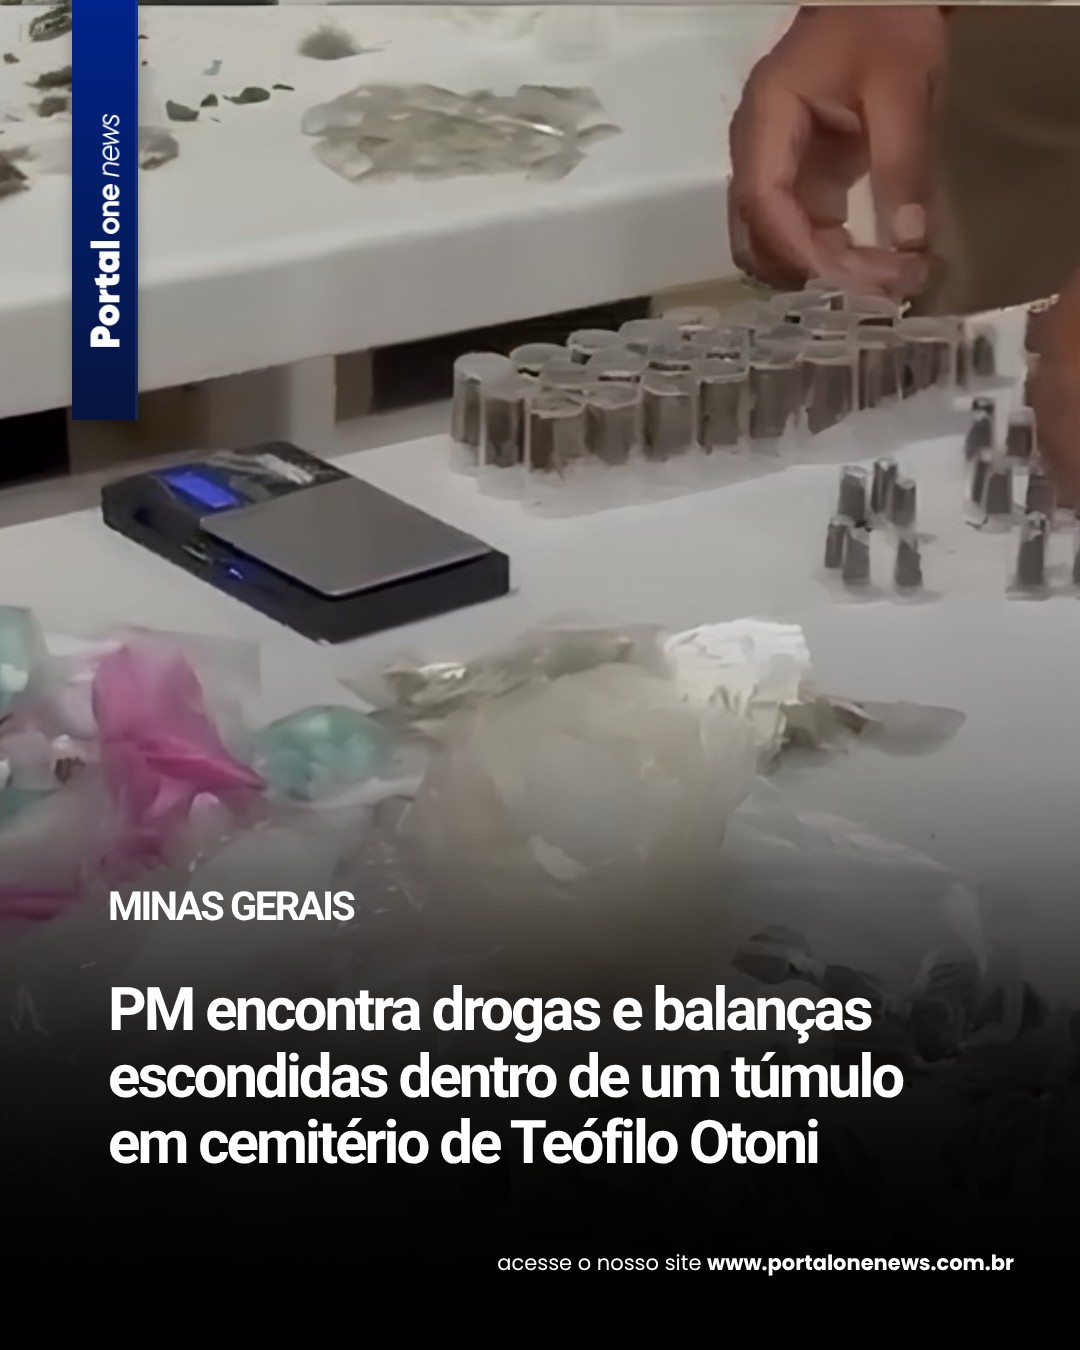 Portal one news
MINAS GERAIS
PM encontra drogas e balanças
escondidas dentro de um túmulo
em cemitério de Teófilo Otoni
acesse o nosso site www.portalonenews.com.br